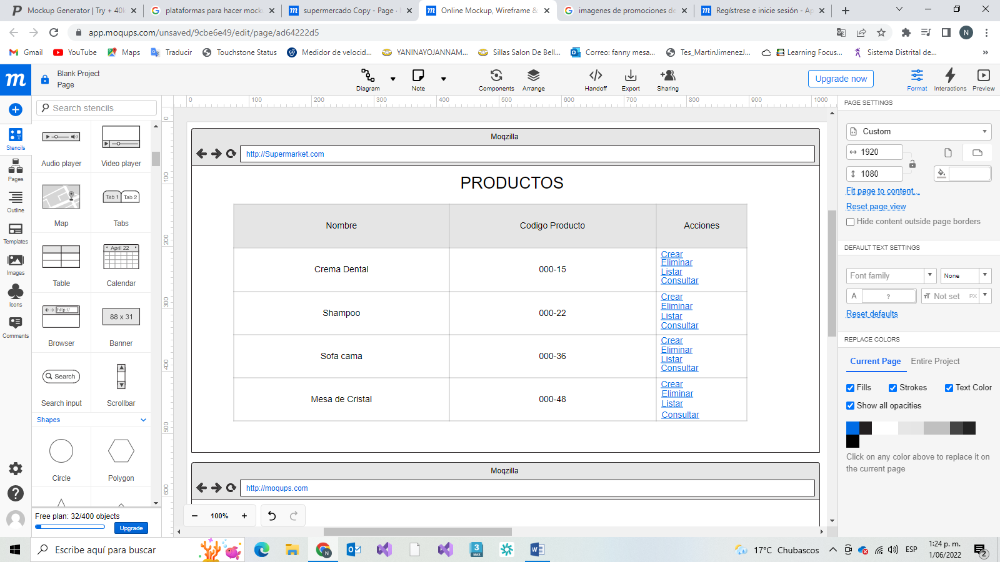 Mockup Generator | Try + 40k
plataformas para hacer mock
supermercado Copy - Page -
Online Mockup, Wireframe &
imagenes de promociones de
Regístrese e inicie sesión - Ap
app.moqups.com/unsaved/9cbe6e49/edit/page/ad64222d5
N
Gmail
YouTube
Maps
Traducir
Touchstone Status
Medidor de velocid...
YANINAYOJANNAM...
Sillas Salon De Bell...
Correo: fanny mesa...
Tes_MartinJimenezJ...
Learning Focus...
Sistema Distrital de...
»
m
Blank Project
Page
Diagram
Note
Components
Arrange
Handoff
Export
Sharing
Upgrade now
Format
Interactions
Preview
Stencils
Pages
Outline
Templates
Images
Icons
Comments
Search stencils
Audio player
Video player
Map
Tab 1
Tab 2
Tabs
Table
April 22
Calendar
http://
Browser
88 x 31
Banner
Search
Search input
Scrollbar
Shapes
Circle
Polygon
Free plan: 32/400 objects
Upgrade
0 100 200 300 400 500 600 700 800 900 1000
0
100
200
300
400
500
600
Moqzilla
http://Supermarket.com
PRODUCTOS
Nombre
Codigo Producto
Acciones
Crema Dental
000-15
Crear
Eliminar
Listar
Consultar
Shampoo
000-22
Crear
Eliminar
Listar
Consultar
Sofa cama
000-36
Crear
Eliminar
Listar
Consultar
Mesa de Cristal
000-48
Crear
Eliminar
Listar
Consultar
Moqzilla
http://moqups.com
− 100% +
PAGE SETTINGS
Custom
1920
1080
Fit page to content...
Reset page view
Hide content outside page borders
DEFAULT TEXT SETTINGS
Font family
None
A
?
Not set
PX
Reset defaults
REPLACE COLORS
Current Page
Entire Project
Fills
Strokes
Text Color
Show all opacities
Click on any color above to replace it on
the current page
Escribe aquí para buscar
17°C Chubascos
ESP
1:24 p. m.
1/06/2022
2